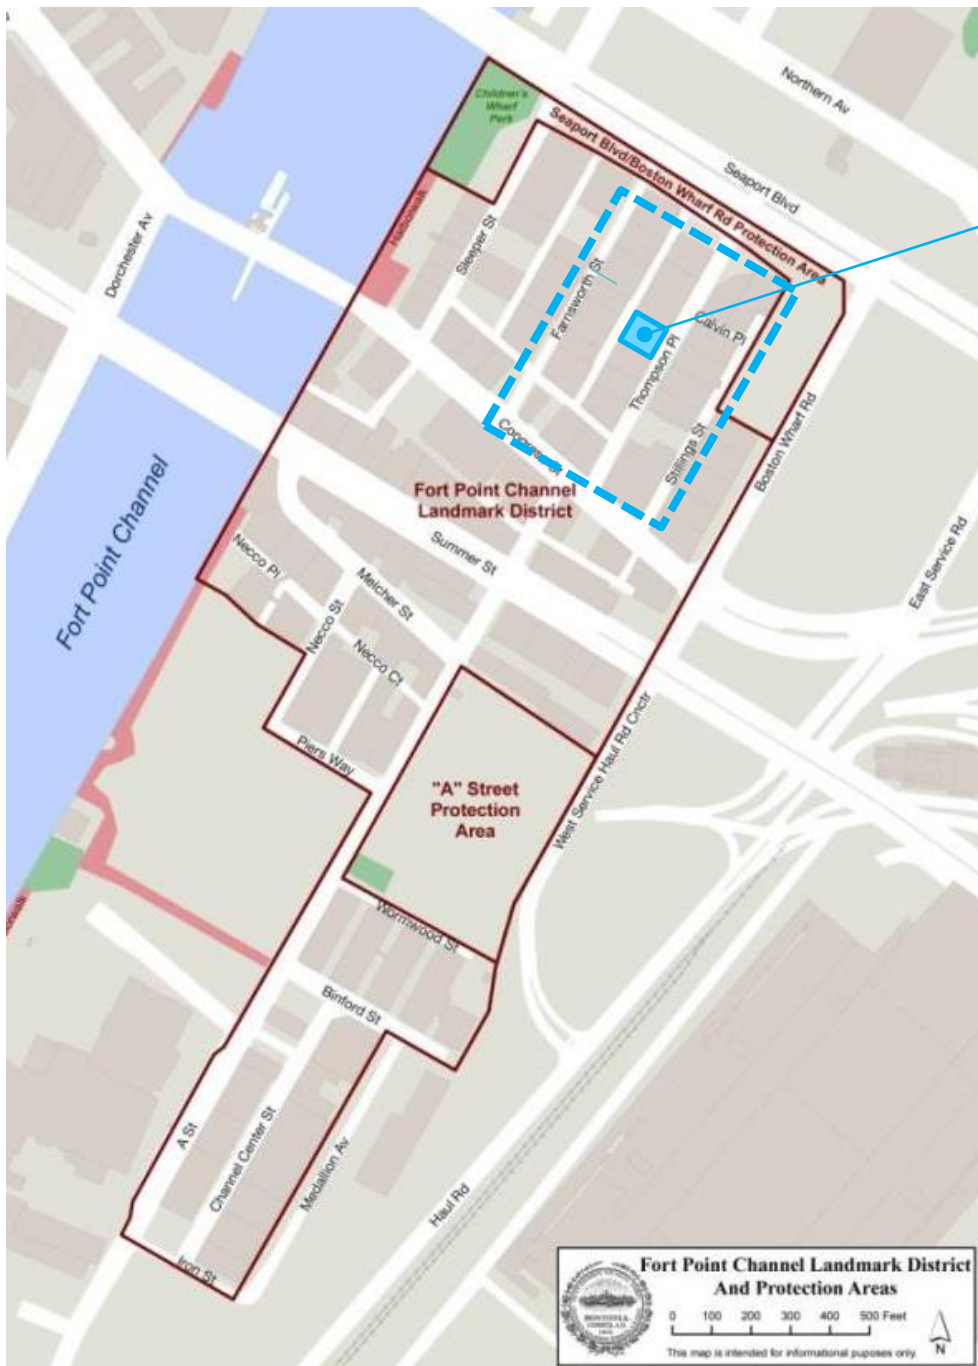 Northern Av
Children's
Wharf
Park
Seaport Blvd/Boston Wharf Rd Protection Area
Seaport Blvd
Dorchester Av
Harborwalk
Sleeper St
Farnsworth St
Calvin Pl
Thompson Pl
Congress St
Stillings St
Boston Wharf Rd
Fort Point Channel
Fort Point Channel
Landmark District
Summer St
East Service Rd
Necco Pl
Melcher St
Necco St
Necco Ct
Piers Way
West Service Haul Rd Cnctr
"A" Street
Protection
Area
Wormwood St
Binford St
A St
Channel Center St
Medallion Av
Haul Rd
Iron St
Fort Point Channel Landmark District
And Protection Areas
0 100 200 300 400 500 Feet
This map is intended for informational puposes only.
N